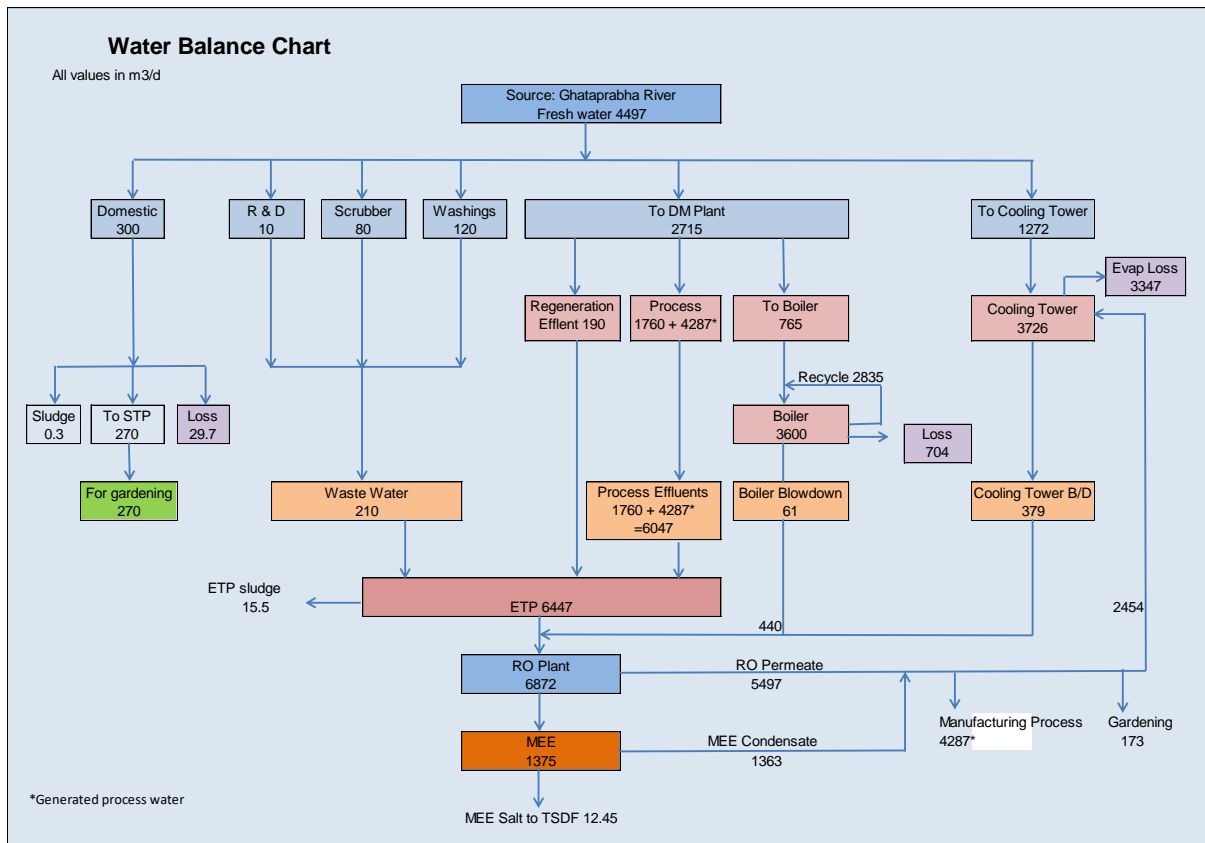 Water Balance Chart
All values in m3/d
Source: Ghataprabha River
Fresh water 4497
Domestic
300
R & D
10
Scrubber
80
Washings
120
To DM Plant
2715
To Cooling Tower
1272
Evap Loss
3347
Regeneration
Efflent 190
Process
1760 + 4287*
To Boiler
765
Cooling Tower
3726
Recycle 2835
Sludge
0.3
To STP
270
Loss
29.7
Boiler
3600
Loss
704
For gardening
270
Waste Water
210
Process Effluents
1760 + 4287*
=6047
Boiler Blowdown
61
Cooling Tower B/D
379
ETP sludge
15.5
ETP 6447
440
2454
RO Plant
6872
RO Permeate
5497
Manufacturing Process
4287*
Gardening
173
MEE
1375
MEE Condensate
1363
*Generated process water
MEE Salt to TSDF 12.45